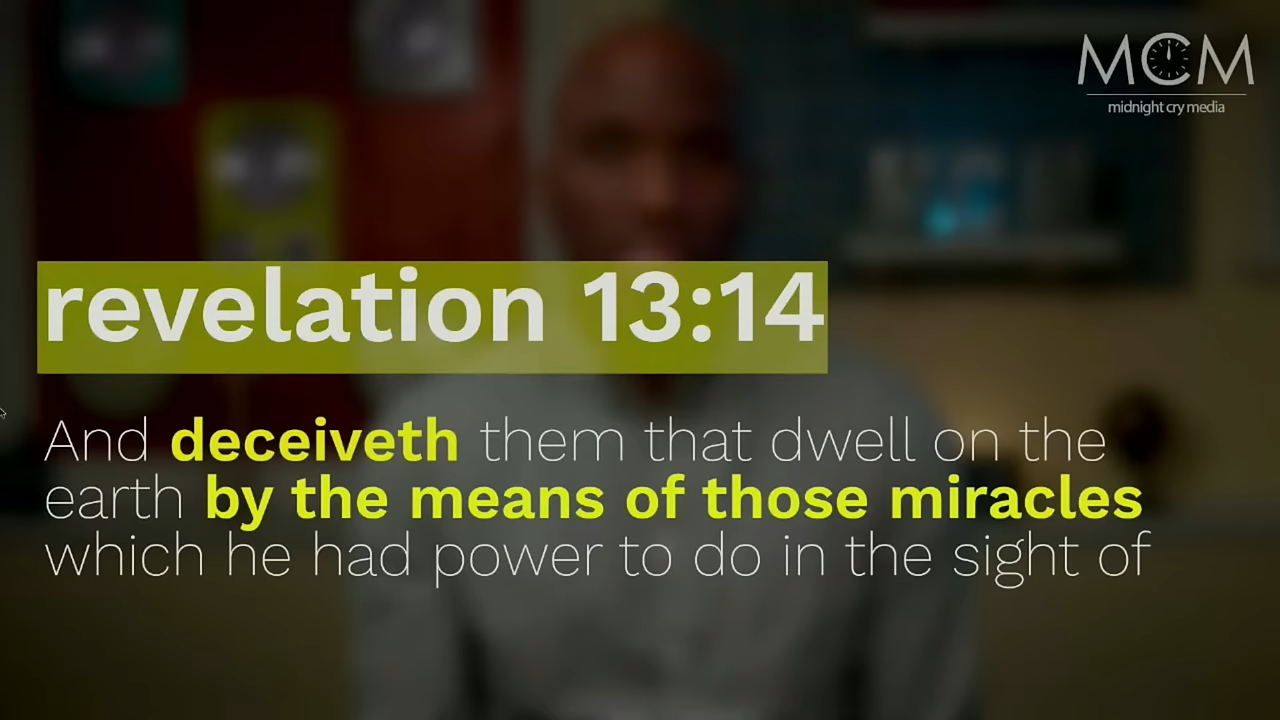 MCM
midnight cry media
revelation 13:14
And deceiveth them that dwell on the
earth by the means of those miracles
which he had power to do in the sight of